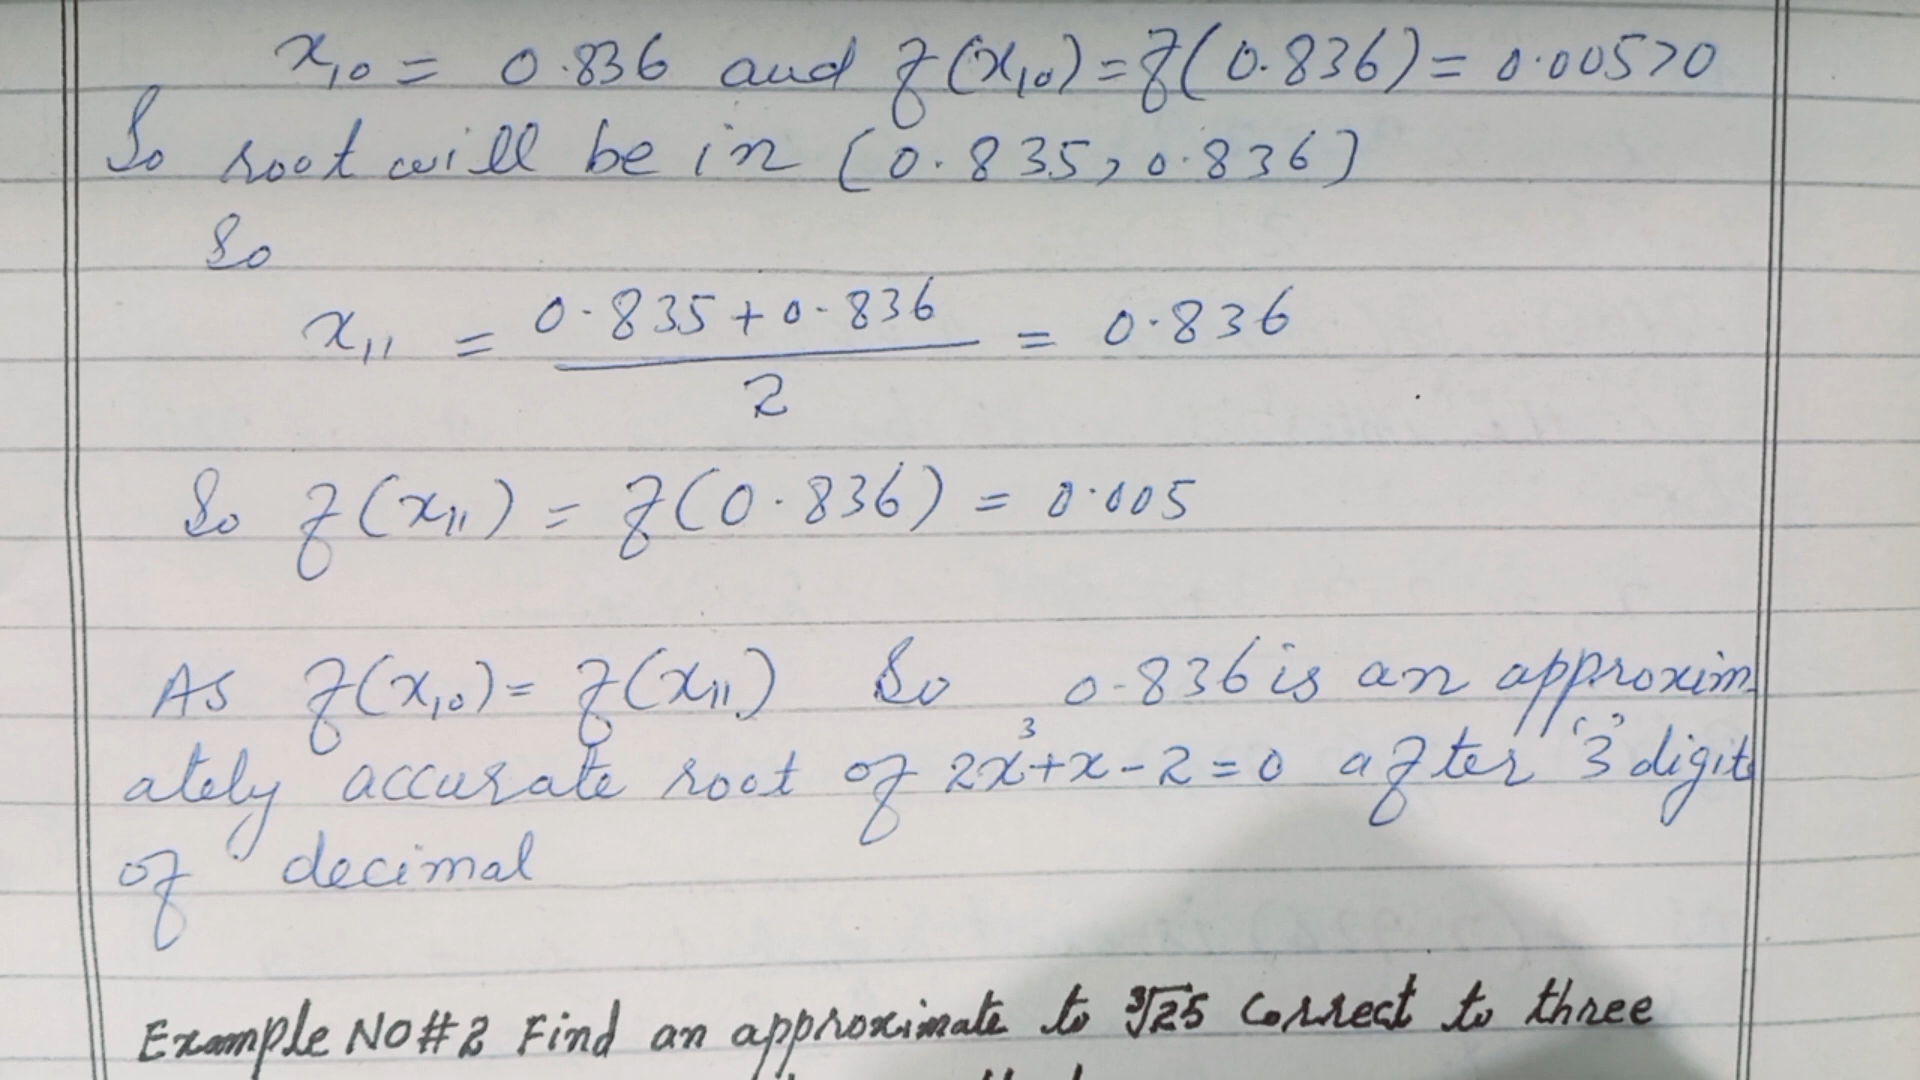 x₁₀ = 0.836 and f(x₁₀) = f(0.836) = 0.005>0
So root will be in (0.835, 0.836)
So
x₁₁ = (0.835 + 0.836)/2 = 0.836
So f(x₁₁) = f(0.836) = 0.005
As f(x₁₀) = f(x₁₁) So 0.836 is an approxim
ately accurate root of 2x³+x-2=0 after '3' digits
of decimal
Example NO#2 Find an approximate to ∛25 Correct to three